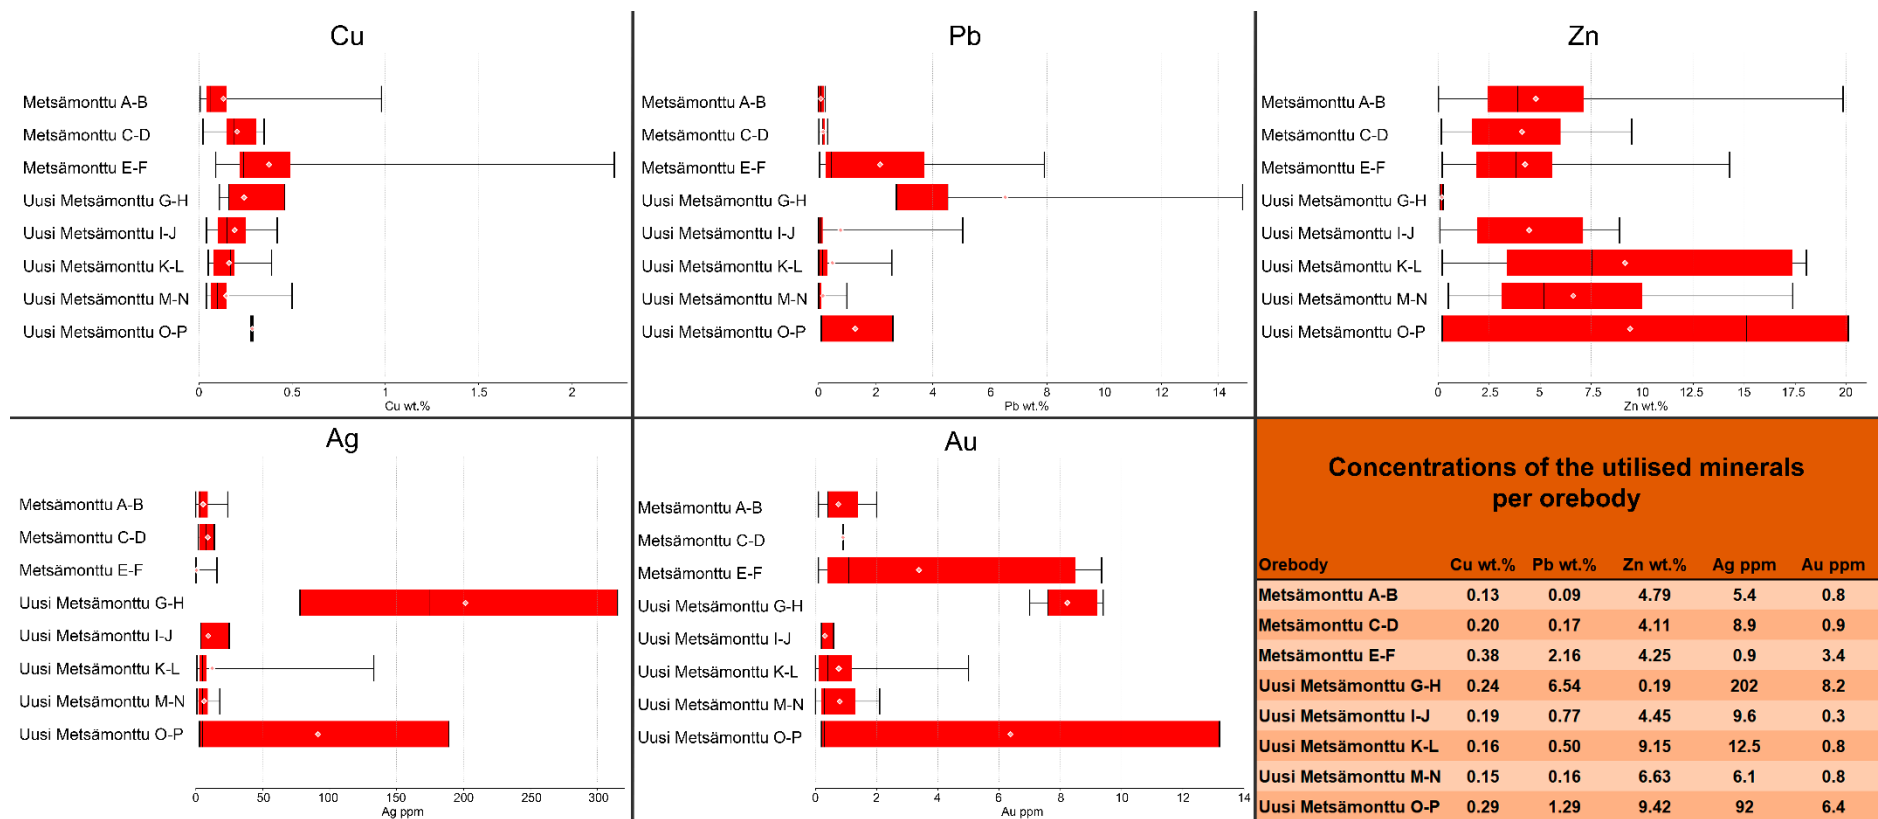 Cu
Metsämonttu A-B
Metsämonttu C-D
Metsämonttu E-F
Uusi Metsämonttu G-H
Uusi Metsämonttu I-J
Uusi Metsämonttu K-L
Uusi Metsämonttu M-N
Uusi Metsämonttu O-P
0 0.5 1 1.5 2
Cu wt.%
Pb
Metsämonttu A-B
Metsämonttu C-D
Metsämonttu E-F
Uusi Metsämonttu G-H
Uusi Metsämonttu I-J
Uusi Metsämonttu K-L
Uusi Metsämonttu M-N
Uusi Metsämonttu O-P
0 2 4 6 8 10 12 14
Pb wt.%
Zn
Metsämonttu A-B
Metsämonttu C-D
Metsämonttu E-F
Uusi Metsämonttu G-H
Uusi Metsämonttu I-J
Uusi Metsämonttu K-L
Uusi Metsämonttu M-N
Uusi Metsämonttu O-P
0 2.5 5 7.5 10 12.5 15 17.5 20
Zn wt.%
Ag
Metsämonttu A-B
Metsämonttu C-D
Metsämonttu E-F
Uusi Metsämonttu G-H
Uusi Metsämonttu I-J
Uusi Metsämonttu K-L
Uusi Metsämonttu M-N
Uusi Metsämonttu O-P
0 50 100 150 200 250 300
Ag ppm
Au
Metsämonttu A-B
Metsämonttu C-D
Metsämonttu E-F
Uusi Metsämonttu G-H
Uusi Metsämonttu I-J
Uusi Metsämonttu K-L
Uusi Metsämonttu M-N
Uusi Metsämonttu O-P
0 2 4 6 8 10 12 14
Au ppm
Concentrations of the utilised minerals
per orebody
Orebody Cu wt.% Pb wt.% Zn wt.% Ag ppm Au ppm
Metsämonttu A-B 0.13 0.09 4.79 5.4 0.8
Metsämonttu C-D 0.20 0.17 4.11 8.9 0.9
Metsämonttu E-F 0.38 2.16 4.25 0.9 3.4
Uusi Metsämonttu G-H 0.24 6.54 0.19 202 8.2
Uusi Metsämonttu I-J 0.19 0.77 4.45 9.6 0.3
Uusi Metsämonttu K-L 0.16 0.50 9.15 12.5 0.8
Uusi Metsämonttu M-N 0.15 0.16 6.63 6.1 0.8
Uusi Metsämonttu O-P 0.29 1.29 9.42 92 6.4